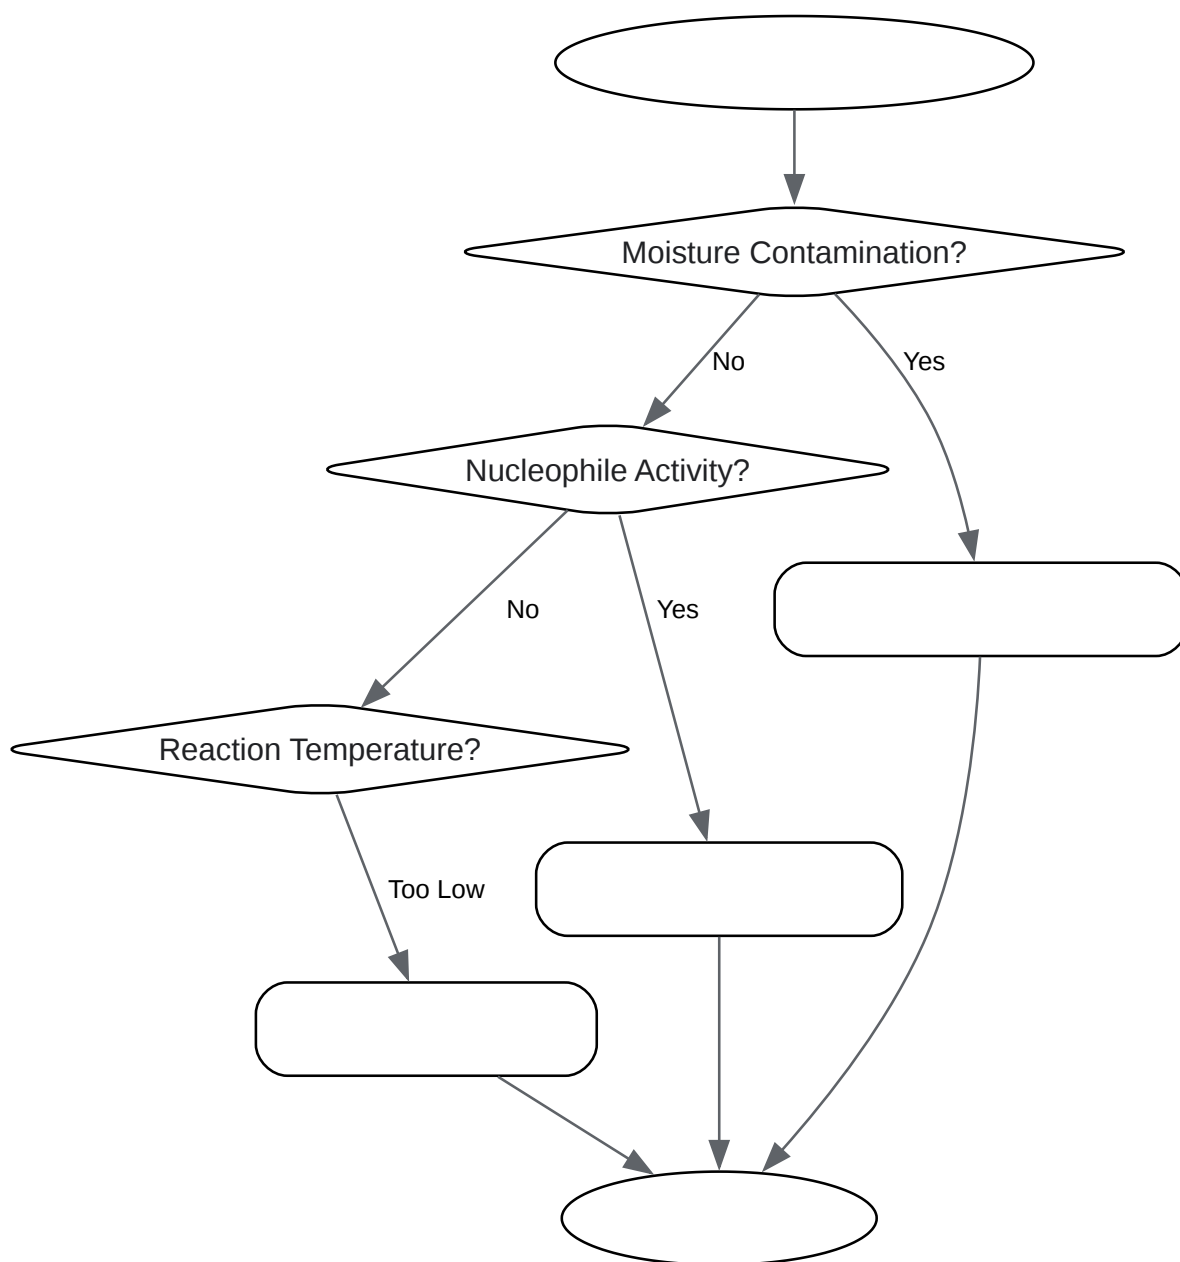 Moisture Contamination?
No
Yes
Nucleophile Activity?
No
Yes
Reaction Temperature?
Too Low